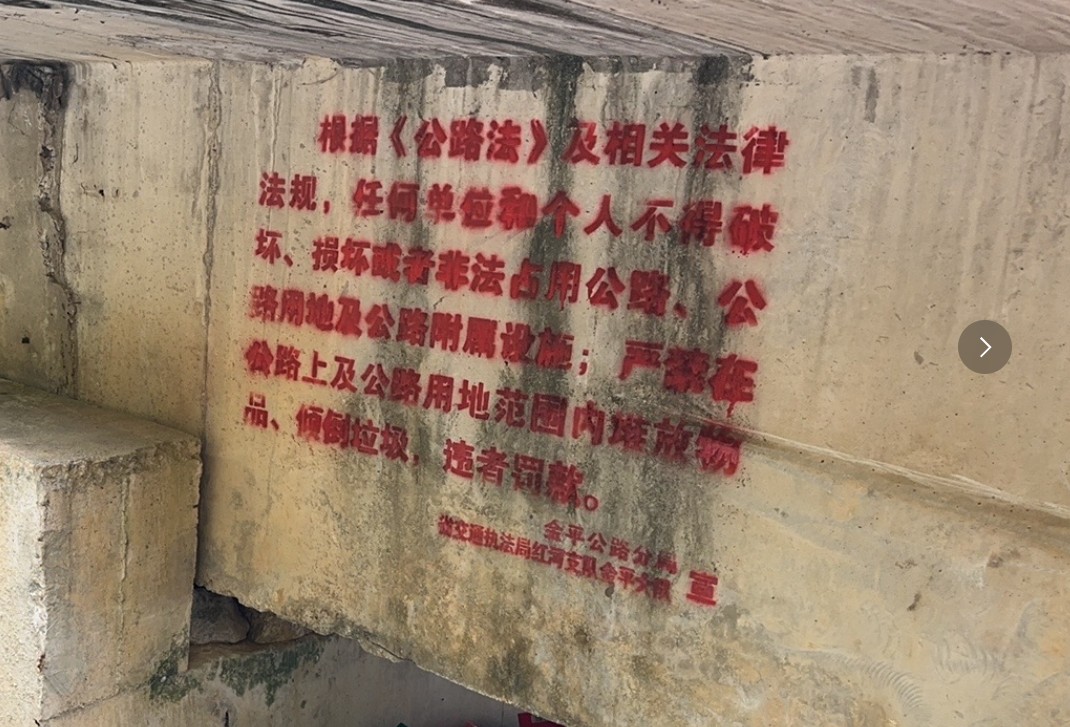 根据《公路法》及相关法律
法规，任何单位和个人不得破
坏、损坏或者非法占用公路、公
路用地及公路附属设施；严禁在
公路上及公路用地范围内堆放物
品、倾倒垃圾，违者罚款。
金平公路分局
省交通执法局红河支队金平大队 宣